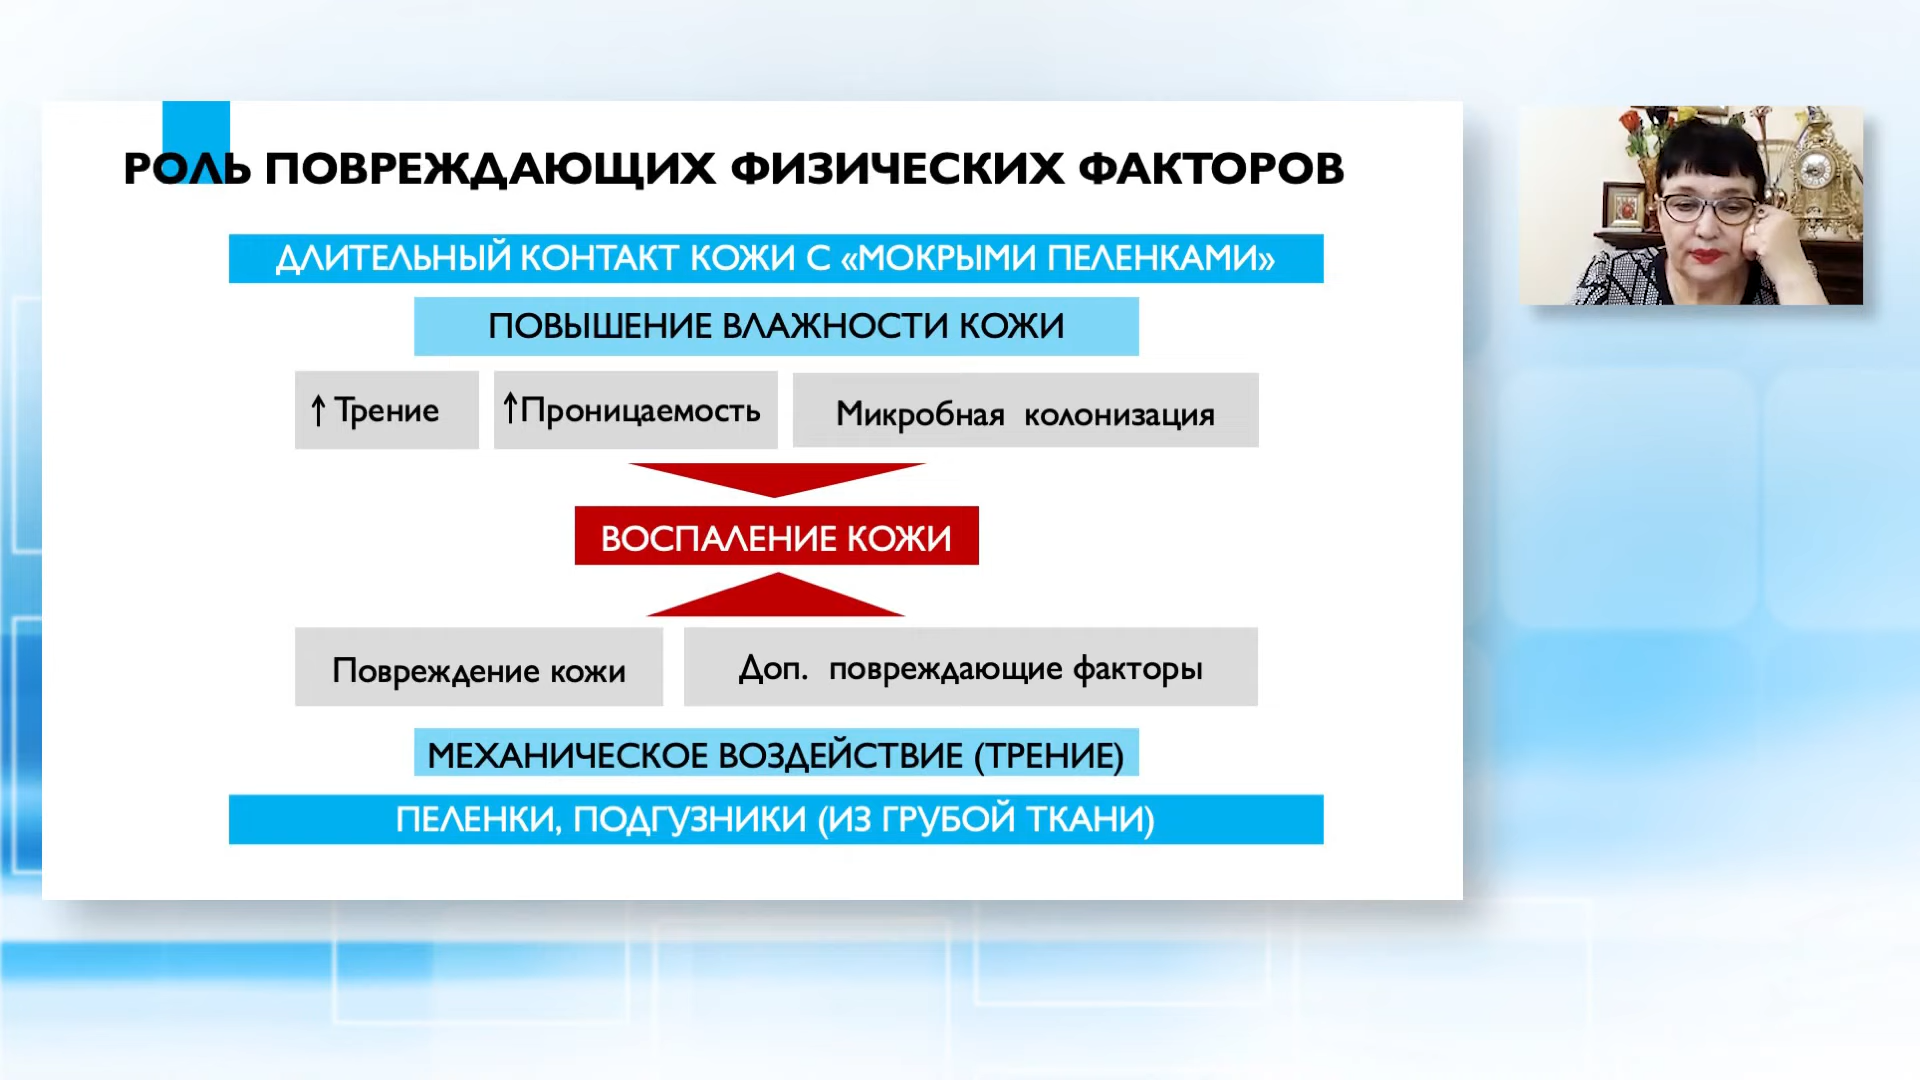 РОЛЬ ПОВРЕЖДАЮЩИХ ФИЗИЧЕСКИХ ФАКТОРОВ
ДЛИТЕЛЬНЫЙ КОНТАКТ КОЖИ С «МОКРЫМИ ПЕЛЕНКАМИ»
ПОВЫШЕНИЕ ВЛАЖНОСТИ КОЖИ
↑ Трение
↑Проницаемость
Микробная колонизация
ВОСПАЛЕНИЕ КОЖИ
Повреждение кожи
Доп. повреждающие факторы
МЕХАНИЧЕСКОЕ ВОЗДЕЙСТВИЕ (ТРЕНИЕ)
ПЕЛЕНКИ, ПОДГУЗНИКИ (ИЗ ГРУБОЙ ТКАНИ)